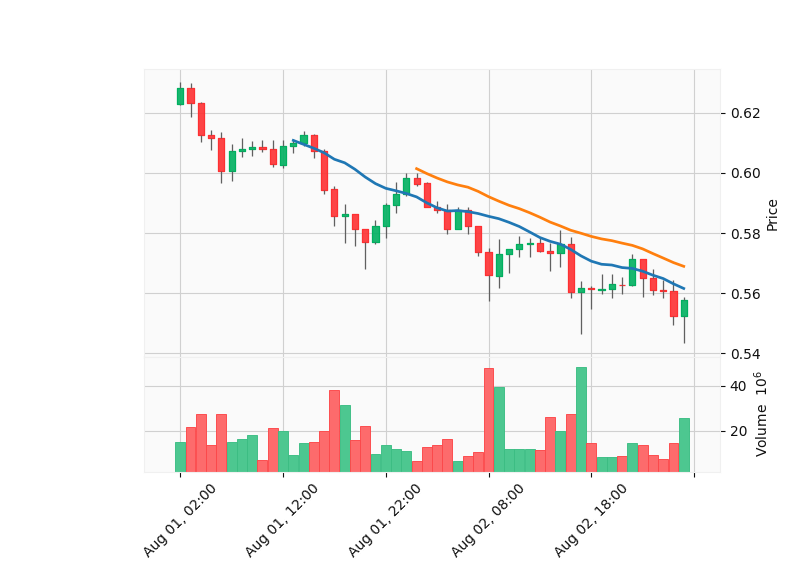 0.62
0.60
0.58
0.56
0.54
Price
40
20
Volume 10^6
Aug 01, 02:00
Aug 01, 12:00
Aug 01, 22:00
Aug 02, 08:00
Aug 02, 18:00